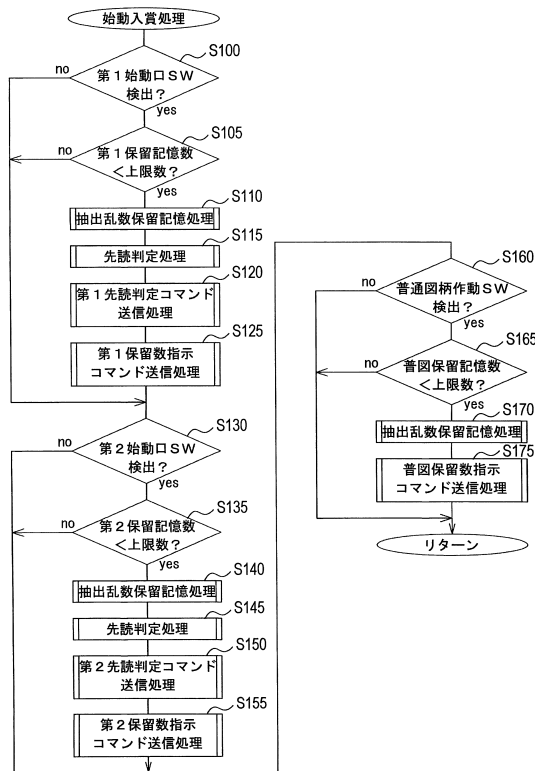 始動入賞処理
S100
no
第1始動口SW
検出?
yes
S105
no
第1保留記憶数
<上限数?
yes
S110
抽出乱数保留記憶処理
S115
先読判定処理
S120
第1先読判定コマンド
送信処理
S125
第1保留数指示
コマンド送信処理
S130
no
第2始動口SW
検出?
yes
S135
no
第2保留記憶数
<上限数?
yes
S140
抽出乱数保留記憶処理
S145
先読判定処理
S150
第2先読判定コマンド
送信処理
S155
第2保留数指示
コマンド送信処理
S160
no
普通図柄作動SW
検出?
yes
S165
no
普図保留記憶数
<上限数?
yes
S170
抽出乱数保留記憶処理
S175
普図保留数指示
コマンド送信処理
リターン